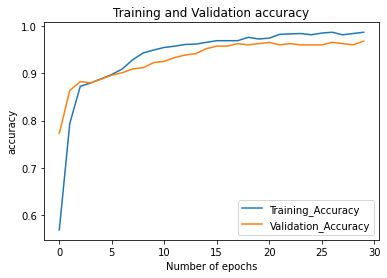 Training and Validation accuracy
1.0
0.9
0.8
0.7
0.6
accuracy
Training_Accuracy
Validation_Accuracy
0 5 10 15 20 25 30
Number of epochs